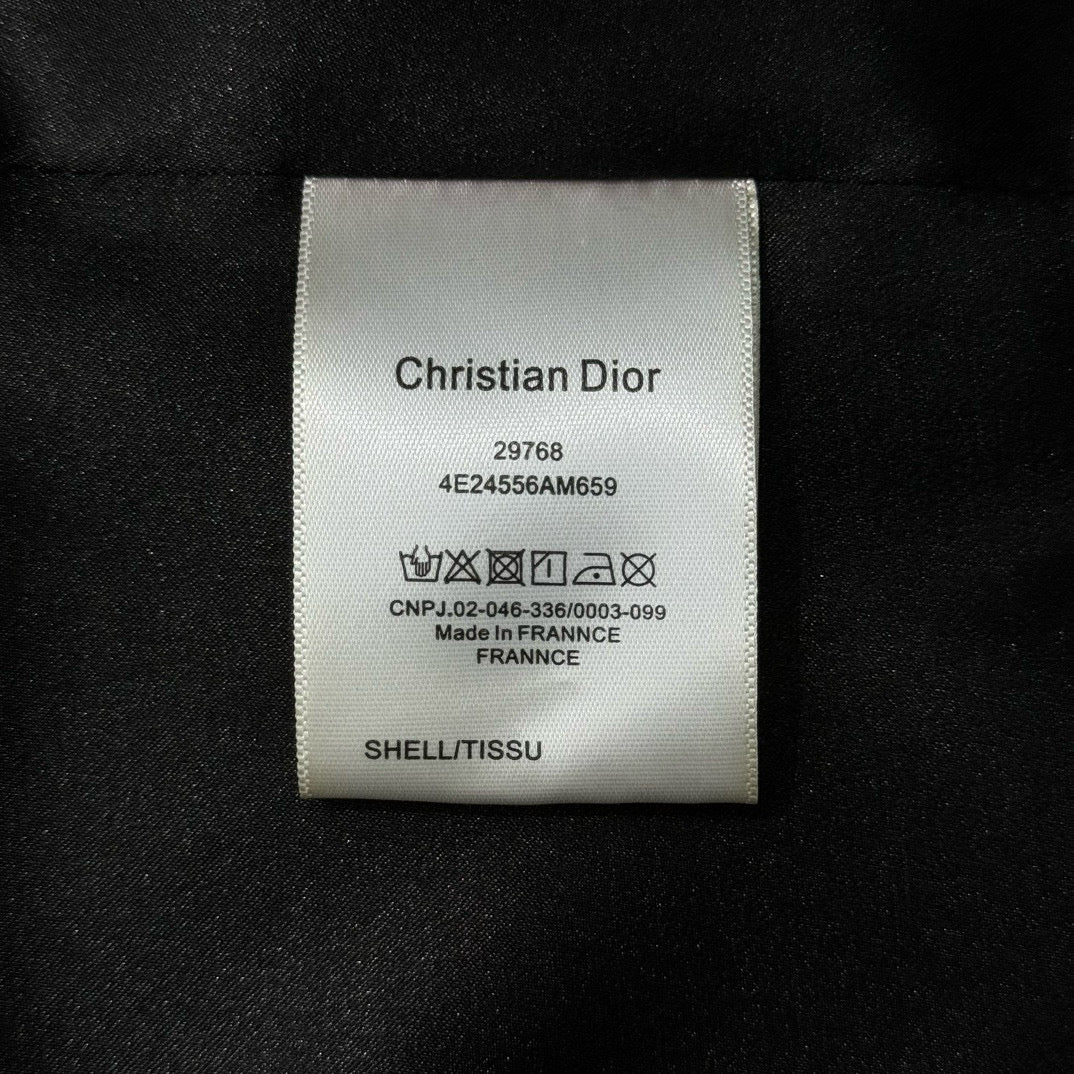 Christian Dior
29768
4E24556AM659
CNPJ.02-046-336/0003-099
Made In FRANNCE
FRANNCE
SHELL/TISSU